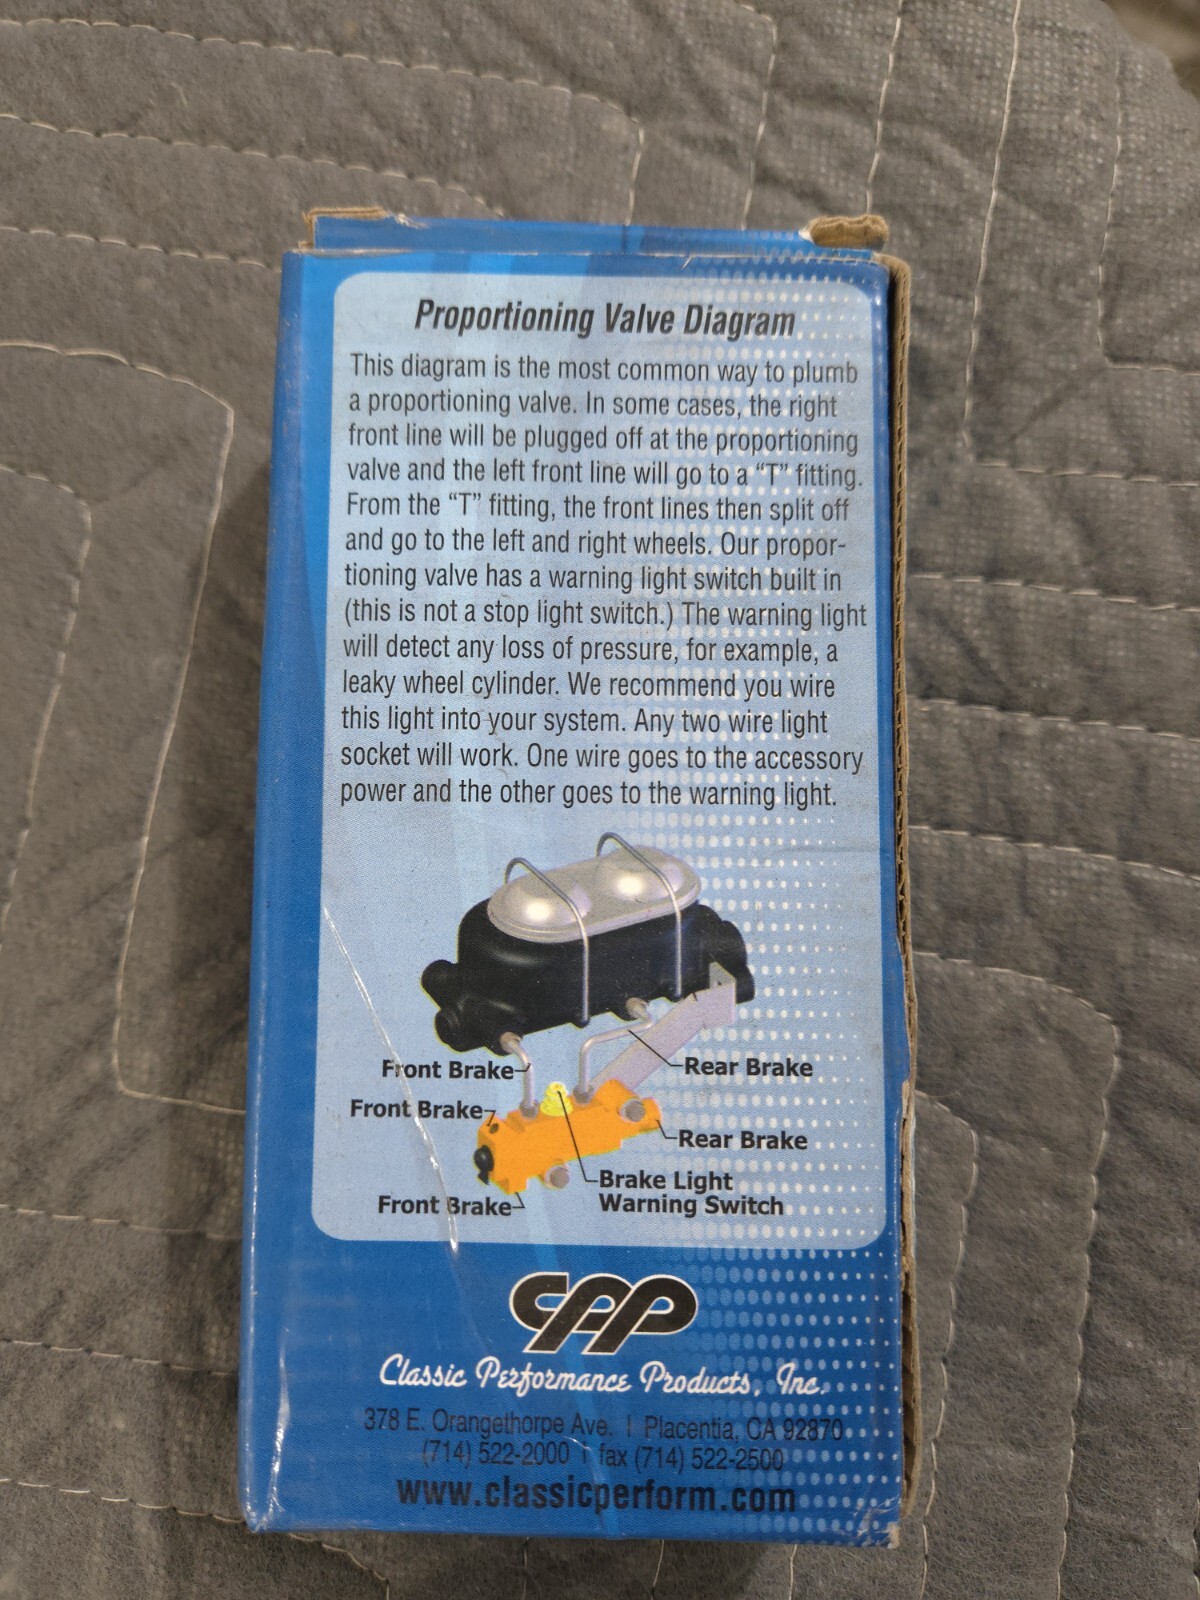 Proportioning Valve Diagram
This diagram is the most common way to plumb
a proportioning valve. In some cases, the right
front line will be plugged off at the proportioning
valve and the left front line will go to a “T” fitting.
From the “T” fitting, the front lines then split off
and go to the left and right wheels. Our propor-
tioning valve has a warning light switch built in
(this is not a stop light switch.) The warning light
will detect any loss of pressure, for example, a
leaky wheel cylinder. We recommend you wire
this light into your system. Any two wire light
socket will work. One wire goes to the accessory
power and the other goes to the warning light.
Front Brake
Rear Brake
Front Brake
Rear Brake
Brake Light
Warning Switch
Front Brake
CPP
Classic Performance Products, Inc.
378 E. Orangethorpe Ave. | Placentia, CA 92870
(714) 522-2000 | fax (714) 522-2500
www.classicperform.com